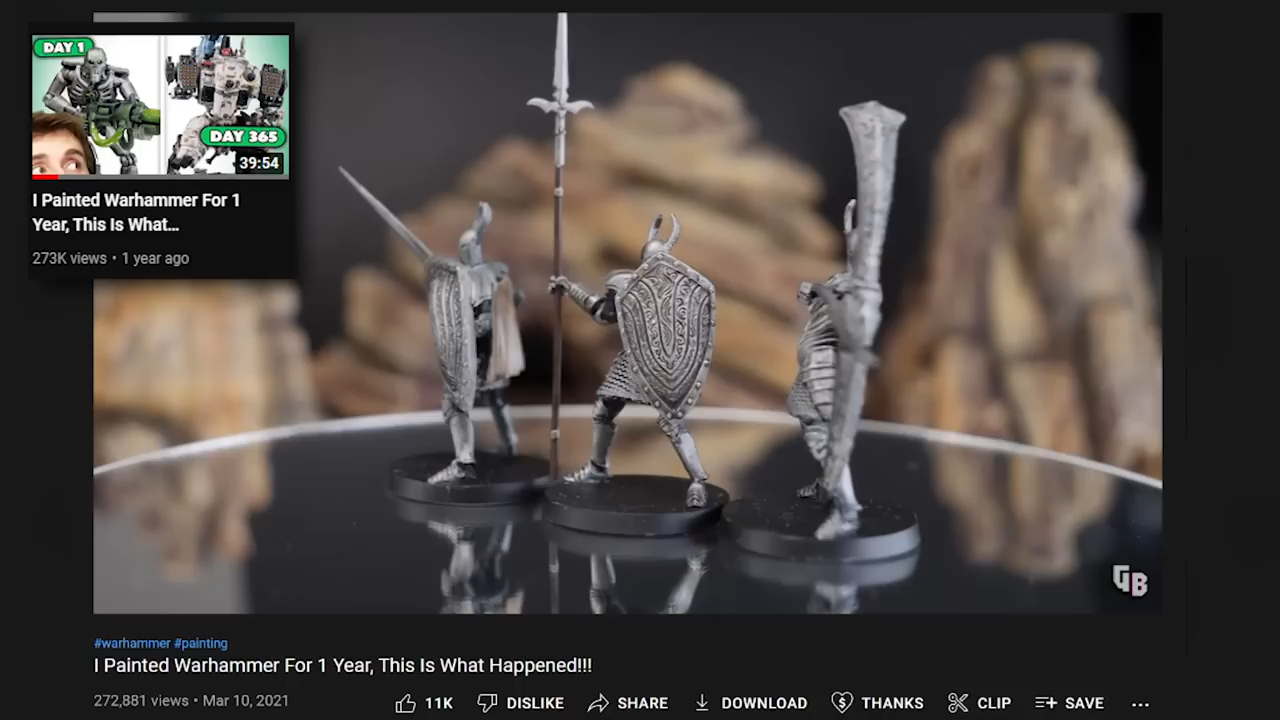 DAY 1
DAY 365
39:54
I Painted Warhammer For 1
Year, This Is What...
273K views • 1 year ago
GB
#warhammer #painting
I Painted Warhammer For 1 Year, This Is What Happened!!!
272,881 views • Mar 10, 2021
11K
DISLIKE
SHARE
DOWNLOAD
THANKS
CLIP
SAVE